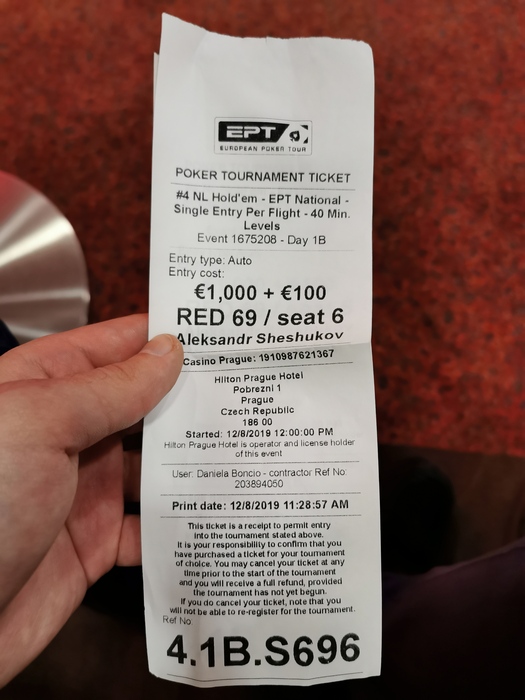 EPT
EUROPEAN POKER TOUR
POKER TOURNAMENT TICKET
#4 NL Hold'em - EPT National -
Single Entry Per Flight - 40 Min.
Levels
Event 1675208 - Day 1B
Entry type: Auto
Entry cost:
€1,000 + €100
RED 69 / seat 6
Aleksandr Sheshukov
Casino Prague: 1910987621367
Hilton Prague Hotel
Pobrezni 1
Prague
Czech Republic
186 00
Started: 12/8/2019 12:00:00 PM
Hilton Prague Hotel is operator and license holder
of this event
User: Daniela Boncio - contractor Ref No:
203894050
Print date: 12/8/2019 11:28:57 AM
This ticket is a receipt to permit entry
into the tournament stated above.
It is your responsibility to confirm that you
have purchased a ticket for your tournament
of choice. You may cancel your ticket at any
time prior to the start of the tournament
and you will receive a full refund, provided
the tournament has not yet begun.
If you do cancel your ticket, note that you
will not be able to re-register for the tournament.
Ref No
4.1B.S696